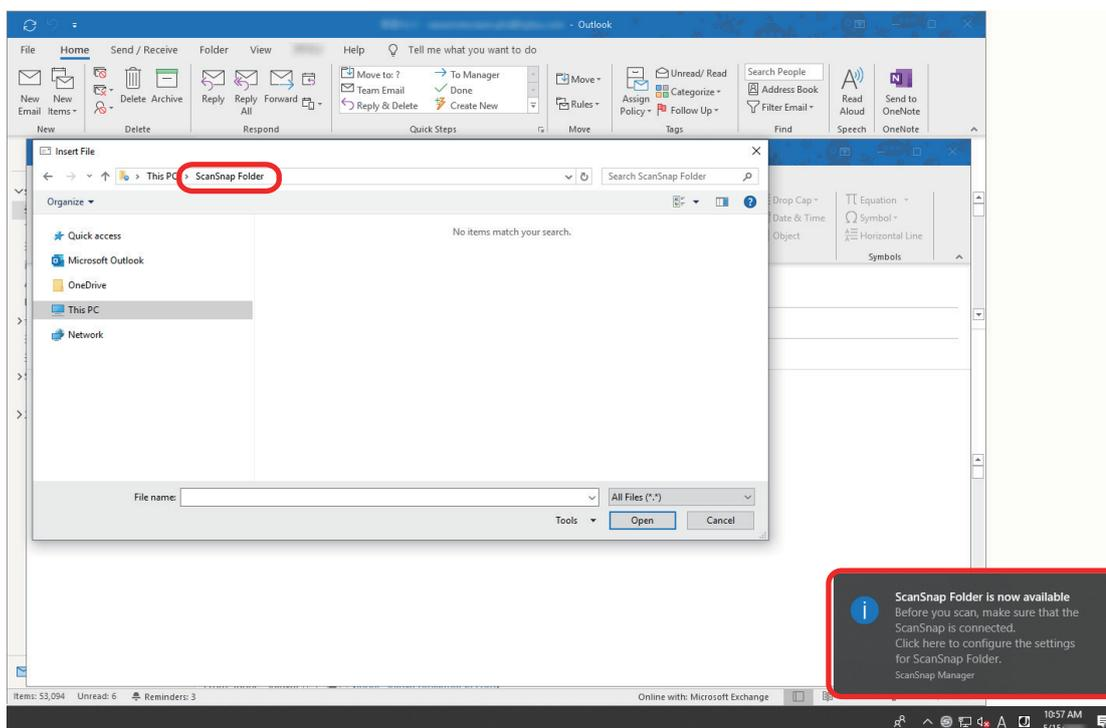 - Outlook
File Home Send / Receive Folder View Help Tell me what you want to do
New Email
New Items
Delete Archive
Reply Reply All Forward
Move to: ? To Manager
Team Email Done
Reply & Delete Create New
Move
Rules
Assign Policy
Unread/ Read
Categorize
Follow Up
Search People
Address Book
Filter Email
Read Aloud
Send to OneNote
New Delete Respond Quick Steps Move Tags Find Speech OneNote
Insert File
This PC > ScanSnap Folder
Search ScanSnap Folder
Organize
Quick access
Microsoft Outlook
OneDrive
This PC
Network
No items match your search.
Drop Cap
Date & Time
Object
Equation
Symbol
Horizontal Line
Symbols
File name:
All Files (*.*)
Tools Open Cancel
ScanSnap Folder is now available
Before you scan, make sure that the
ScanSnap is connected.
Click here to configure the settings
for ScanSnap Folder.
ScanSnap Manager
Items: 53,094 Unread: 6 Reminders: 3 Online with: Microsoft Exchange
A
10:57 AM